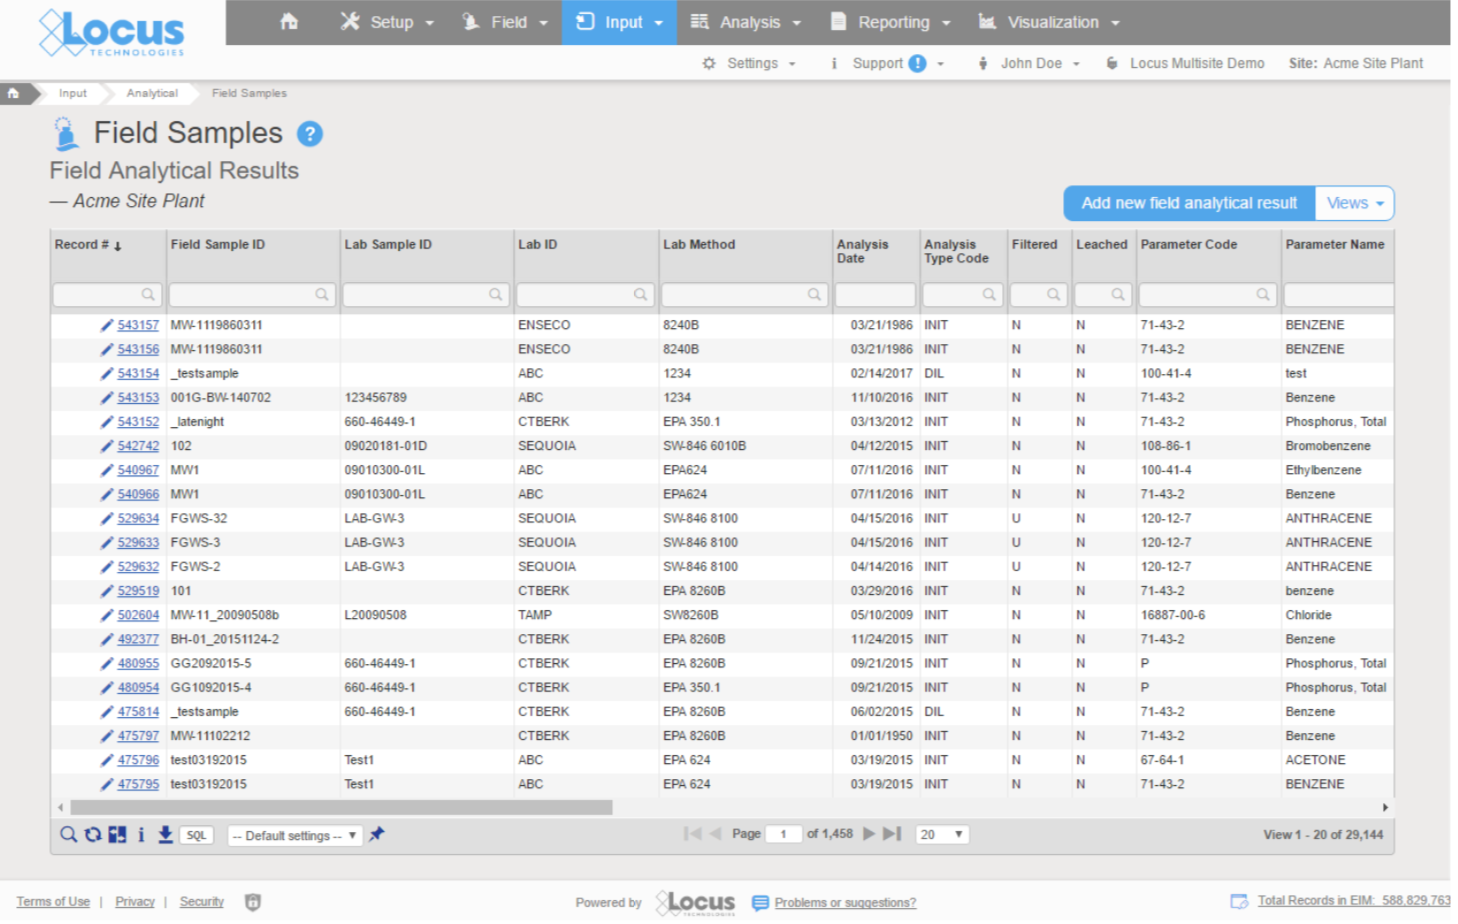 Locus TECHNOLOGIES
Setup Field Input Analysis Reporting Visualization
Settings i Support ! John Doe Locus Multisite Demo Site: Acme Site Plant
Input Analytical Field Samples
Field Samples ?
Field Analytical Results
— Acme Site Plant
Add new field analytical result Views
Record # ↓ Field Sample ID Lab Sample ID Lab ID Lab Method Analysis Date Analysis Type Code Filtered Leached Parameter Code Parameter Name
543157 MW-1119860311 ENSECO 8240B 03/21/1986 INIT N N 71-43-2 BENZENE
543156 MW-1119860311 ENSECO 8240B 03/21/1986 INIT N N 71-43-2 BENZENE
543154 _testsample ABC 1234 02/14/2017 DIL N N 100-41-4 test
543153 001G-BW-140702 123456789 ABC 1234 11/10/2016 INIT N N 71-43-2 Benzene
543152 _latenight 660-46449-1 CTBERK EPA 350.1 03/13/2012 INIT N N 71-43-2 Phosphorus, Total
542742 102 09020181-01D SEQUOIA SW-846 6010B 04/12/2015 INIT N N 108-86-1 Bromobenzene
540967 MW1 09010300-01L ABC EPA624 07/11/2016 INIT N N 100-41-4 Ethylbenzene
540966 MW1 09010300-01L ABC EPA624 07/11/2016 INIT N N 71-43-2 Benzene
529634 FGWS-32 LAB-GW-3 SEQUOIA SW-846 8100 04/15/2016 INIT U N 120-12-7 ANTHRACENE
529633 FGWS-3 LAB-GW-3 SEQUOIA SW-846 8100 04/15/2016 INIT U N 120-12-7 ANTHRACENE
529632 FGWS-2 LAB-GW-3 SEQUOIA SW-846 8100 04/14/2016 INIT U N 120-12-7 ANTHRACENE
529519 101 CTBERK EPA 8260B 03/29/2016 INIT N N 71-43-2 benzene
502604 MW-11_20090508b L20090508 TAMP SW8260B 05/10/2009 INIT N N 16887-00-6 Chloride
492377 BH-01_20151124-2 CTBERK EPA 8260B 11/24/2015 INIT N N 71-43-2 Benzene
480955 GG2092015-5 660-46449-1 CTBERK EPA 8260B 09/21/2015 INIT N N P Phosphorus, Total
480954 GG1092015-4 660-46449-1 CTBERK EPA 350.1 09/21/2015 INIT N N P Phosphorus, Total
475814 _testsample 660-46449-1 CTBERK EPA 8260B 06/02/2015 DIL N N 71-43-2 Benzene
475797 MW-11102212 CTBERK EPA 8260B 01/01/1950 INIT N N 71-43-2 Benzene
475796 test03192015 Test1 ABC EPA 624 03/19/2015 INIT N N 67-64-1 ACETONE
475795 test03192015 Test1 ABC EPA 624 03/19/2015 INIT N N 71-43-2 BENZENE
i SQL -- Default settings -- Page 1 of 1,458 20 View 1 - 20 of 29,144
Terms of Use | Privacy | Security Powered by Locus TECHNOLOGIES Problems or suggestions? Total Records in EIM: 588,829,763